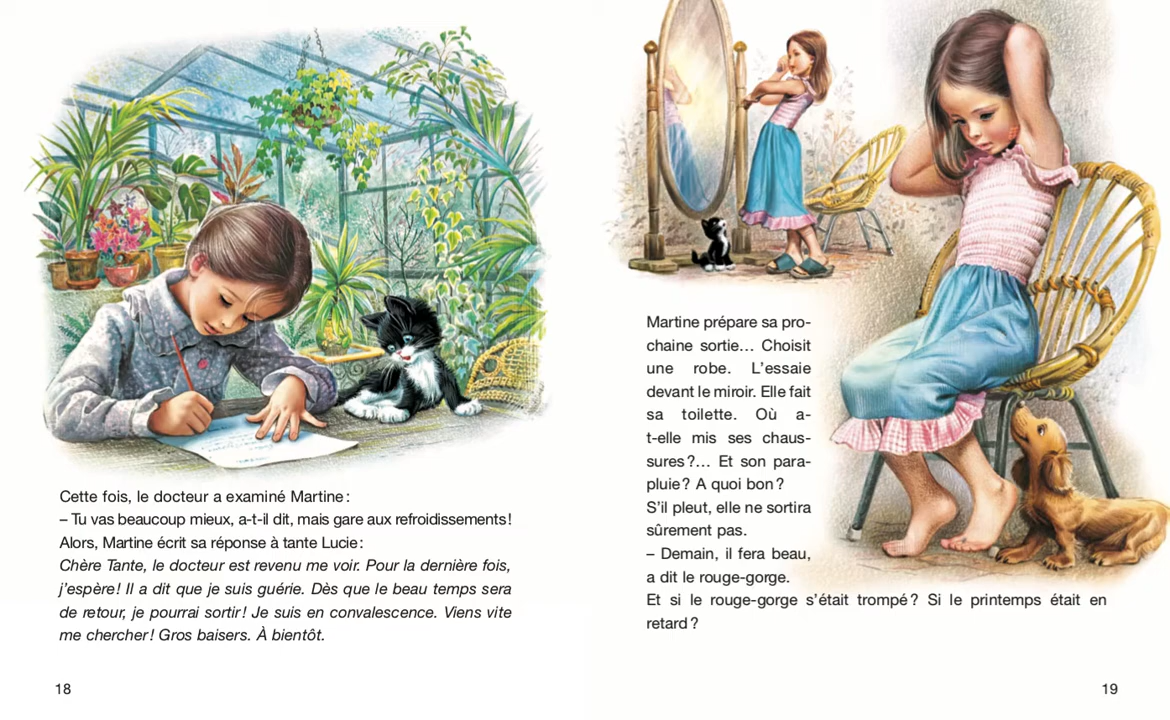 Cette fois, le docteur a examiné Martine :
– Tu vas beaucoup mieux, a-t-il dit, mais gare aux refroidissements !
Alors, Martine écrit sa réponse à tante Lucie :
Chère Tante, le docteur est revenu me voir. Pour la dernière fois,
j’espère ! Il a dit que je suis guérie. Dès que le beau temps sera
de retour, je pourrai sortir ! Je suis en convalescence. Viens vite
me chercher ! Gros baisers. À bientôt.
18
Martine prépare sa pro-
chaine sortie… Choisit
une robe. L’essaie
devant le miroir. Elle fait
sa toilette. Où a-
t-elle mis ses chaus-
sures ?… Et son para-
pluie ? A quoi bon ?
S’il pleut, elle ne sortira
sûrement pas.
– Demain, il fera beau,
a dit le rouge-gorge.
Et si le rouge-gorge s’était trompé ? Si le printemps était en
retard ?
19